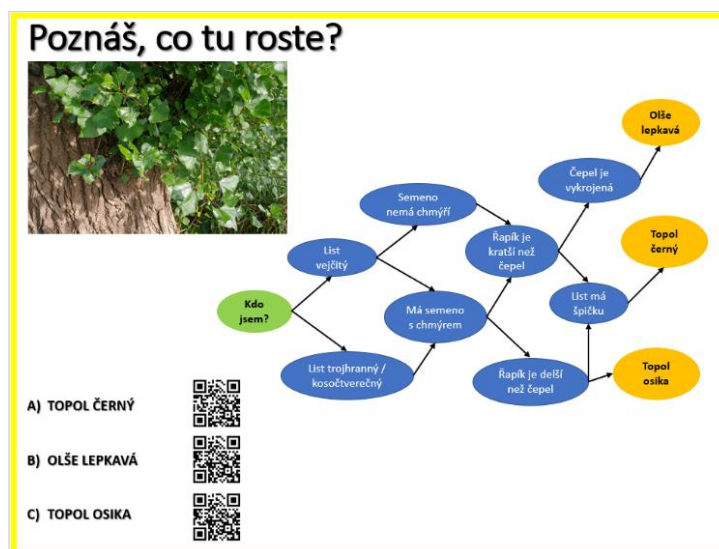 Poznáš, co tu roste?
Olše
lepkavá
Čepel je
vykrojená
Semeno
nemá chmýří
Topol
černý
Řapík je
kratší než
čepel
List
vejčitý
List má
špičku
Kdo
jsem?
Má semeno
s chmýrem
List trojhranný /
kosočtverečný
Řapík je delší
než čepel
Topol
osika
A) TOPOL ČERNÝ
B) OLŠE LEPKAVÁ
C) TOPOL OSIKA